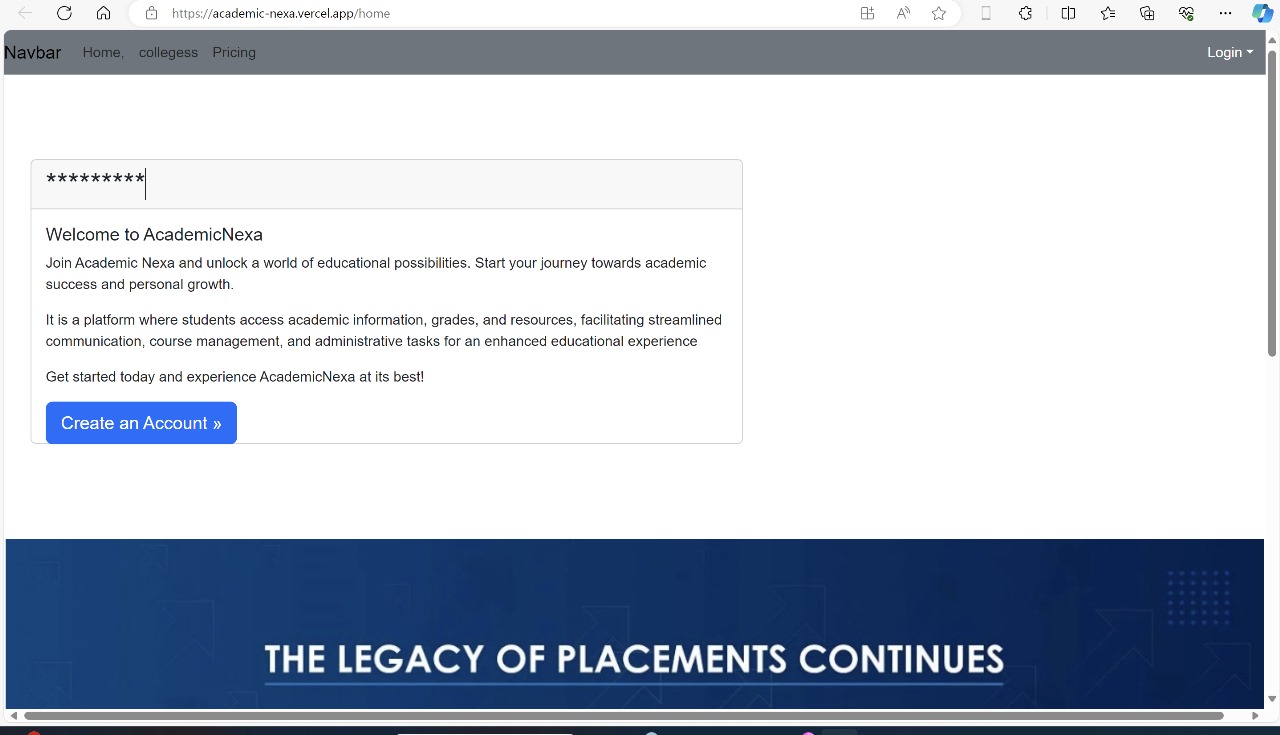 https://academic-nexa.vercel.app/home
Navbar Home, collegess Pricing Login
*********
Welcome to AcademicNexa
Join Academic Nexa and unlock a world of educational possibilities. Start your journey towards academic
success and personal growth.
It is a platform where students access academic information, grades, and resources, facilitating streamlined
communication, course management, and administrative tasks for an enhanced educational experience
Get started today and experience AcademicNexa at its best!
Create an Account »
THE LEGACY OF PLACEMENTS CONTINUES